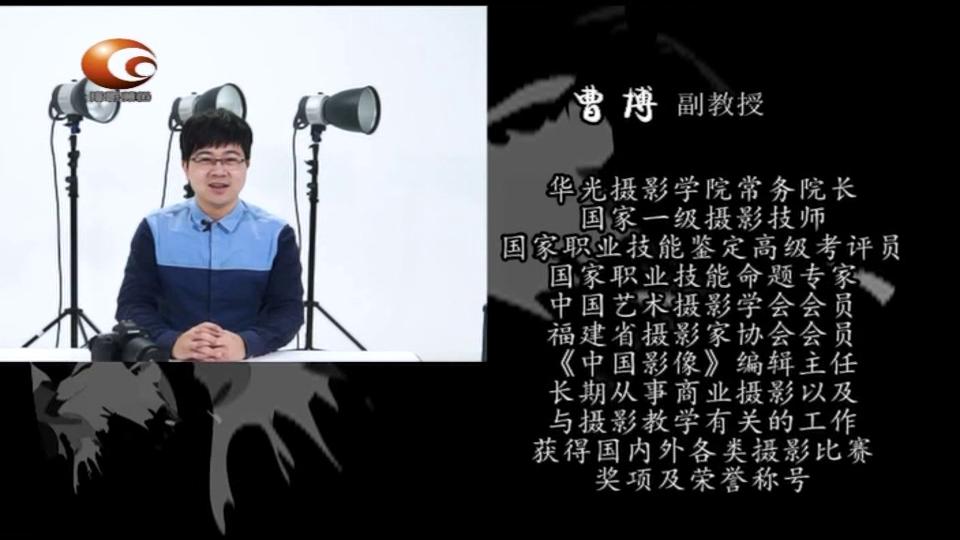 曹博 副教授
华光摄影学院常务院长
国家一级摄影技师
国家职业技能鉴定高级考评员
国家职业技能命题专家
中国艺术摄影学会会员
福建省摄影家协会会员
《中国影像》编辑主任
长期从事商业摄影以及
与摄影教学有关的工作
获得国内外各类摄影比赛
奖项及荣誉称号